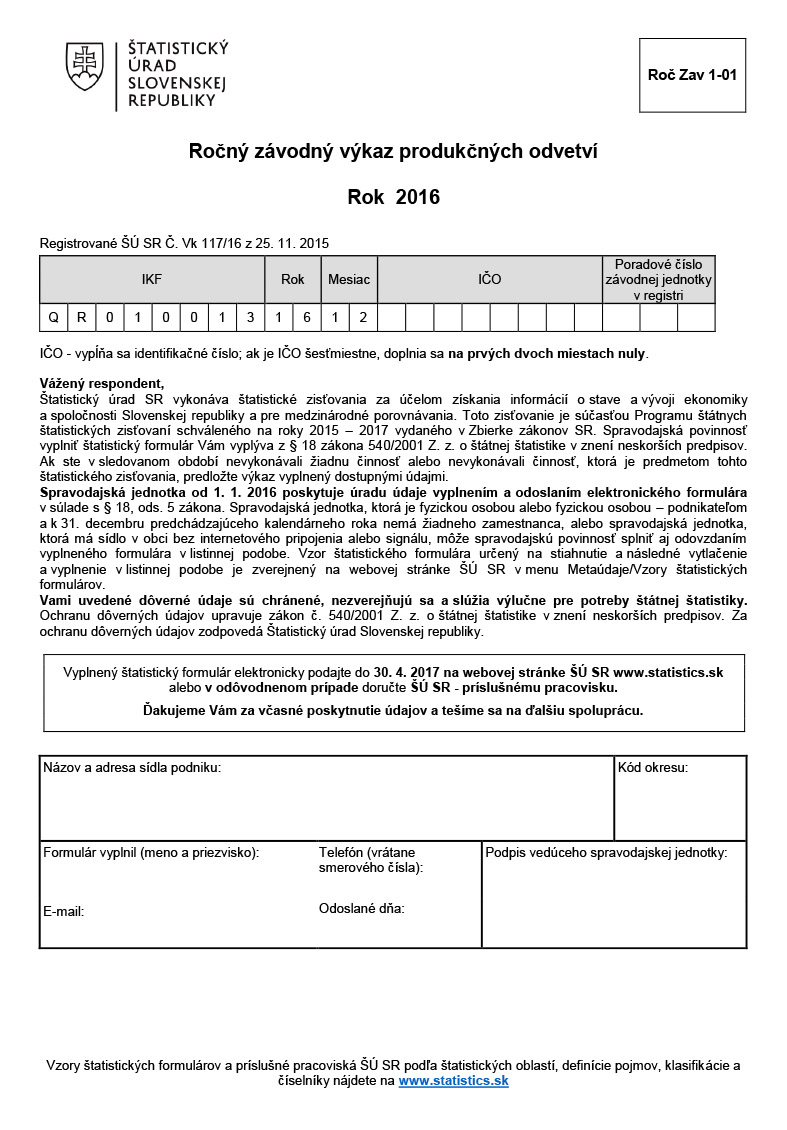 ŠTATISTICKÝ
ÚRAD
SLOVENSKEJ
REPUBLIKY
Roč Zav 1-01
Ročný závodný výkaz produkčných odvetví
Rok 2016
Registrované ŠÚ SR Č. Vk 117/16 z 25. 11. 2015
IKF Rok Mesiac IČO Poradové číslo
závodnej jednotky
v registri
Q R 0 1 0 0 1 3 1 6 1 2
IČO - vypĺňa sa identifikačné číslo; ak je IČO šesťmiestne, doplnia sa na prvých dvoch miestach nuly.
Vážený respondent,
Štatistický úrad SR vykonáva štatistické zisťovania za účelom získania informácií o stave a vývoji ekonomiky
a spoločnosti Slovenskej republiky a pre medzinárodné porovnávania. Toto zisťovanie je súčasťou Programu štátnych
štatistických zisťovaní schváleného na roky 2015 – 2017 vydaného v Zbierke zákonov SR. Spravodajská povinnosť
vyplniť štatistický formulár Vám vyplýva z § 18 zákona 540/2001 Z. z. o štátnej štatistike v znení neskorších predpisov.
Ak ste v sledovanom období nevykonávali žiadnu činnosť alebo nevykonávali činnosť, ktorá je predmetom tohto
štatistického zisťovania, predložte výkaz vyplnený dostupnými údajmi.
Spravodajská jednotka od 1. 1. 2016 poskytuje úradu údaje vyplnením a odoslaním elektronického formulára
v súlade s § 18, ods. 5 zákona. Spravodajská jednotka, ktorá je fyzickou osobou alebo fyzickou osobou – podnikateľom
a k 31. decembru predchádzajúceho kalendárneho roka nemá žiadneho zamestnanca, alebo spravodajská jednotka,
ktorá má sídlo v obci bez internetového pripojenia alebo signálu, môže spravodajskú povinnosť splniť aj odovzdaním
vyplneného formulára v listinnej podobe. Vzor štatistického formulára určený na stiahnutie a následné vytlačenie
a vyplnenie v listinnej podobe je zverejnený na webovej stránke ŠÚ SR v menu Metaúdaje/Vzory štatistických
formulárov.
Vami uvedené dôverné údaje sú chránené, nezverejňujú sa a slúžia výlučne pre potreby štátnej štatistiky.
Ochranu dôverných údajov upravuje zákon č. 540/2001 Z. z. o štátnej štatistike v znení neskorších predpisov. Za
ochranu dôverných údajov zodpovedá Štatistický úrad Slovenskej republiky.
Vyplnený štatistický formulár elektronicky podajte do 30. 4. 2017 na webovej stránke ŠÚ SR www.statistics.sk
alebo v odôvodnenom prípade doručte ŠÚ SR - príslušnému pracovisku.
Ďakujeme Vám za včasné poskytnutie údajov a tešíme sa na ďalšiu spoluprácu.
Názov a adresa sídla podniku: Kód okresu:
Formulár vyplnil (meno a priezvisko): Telefón (vrátane
smerového čísla): Podpis vedúceho spravodajskej jednotky:
E-mail: Odoslané dňa:
Vzory štatistických formulárov a príslušné pracoviská ŠÚ SR podľa štatistických oblastí, definície pojmov, klasifikácie a
číselníky nájdete na www.statistics.sk